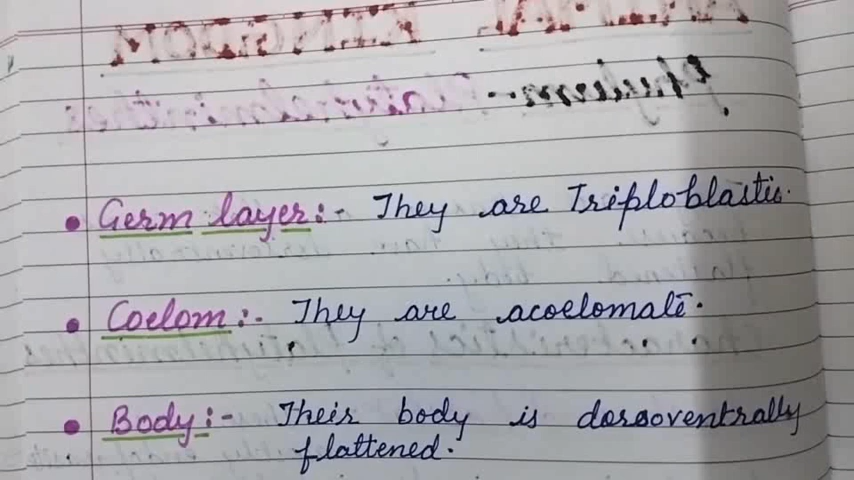 Germ layer :- They are Triploblastic.
Coelom :- They are acoelomate.
Body :- Their body is dorsoventrally
flattened.